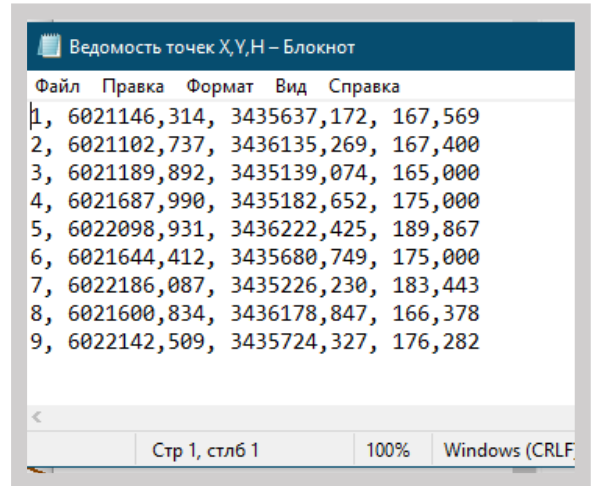 Ведомость точек X,Y,H – Блокнот
Файл Правка Формат Вид Справка
1, 6021146,314, 3435637,172, 167,569
2, 6021102,737, 3436135,269, 167,400
3, 6021189,892, 3435139,074, 165,000
4, 6021687,990, 3435182,652, 175,000
5, 6022098,931, 3436222,425, 189,867
6, 6021644,412, 3435680,749, 175,000
7, 6022186,087, 3435226,230, 183,443
8, 6021600,834, 3436178,847, 166,378
9, 6022142,509, 3435724,327, 176,282
Стр 1, стлб 1 100% Windows (CRLF)